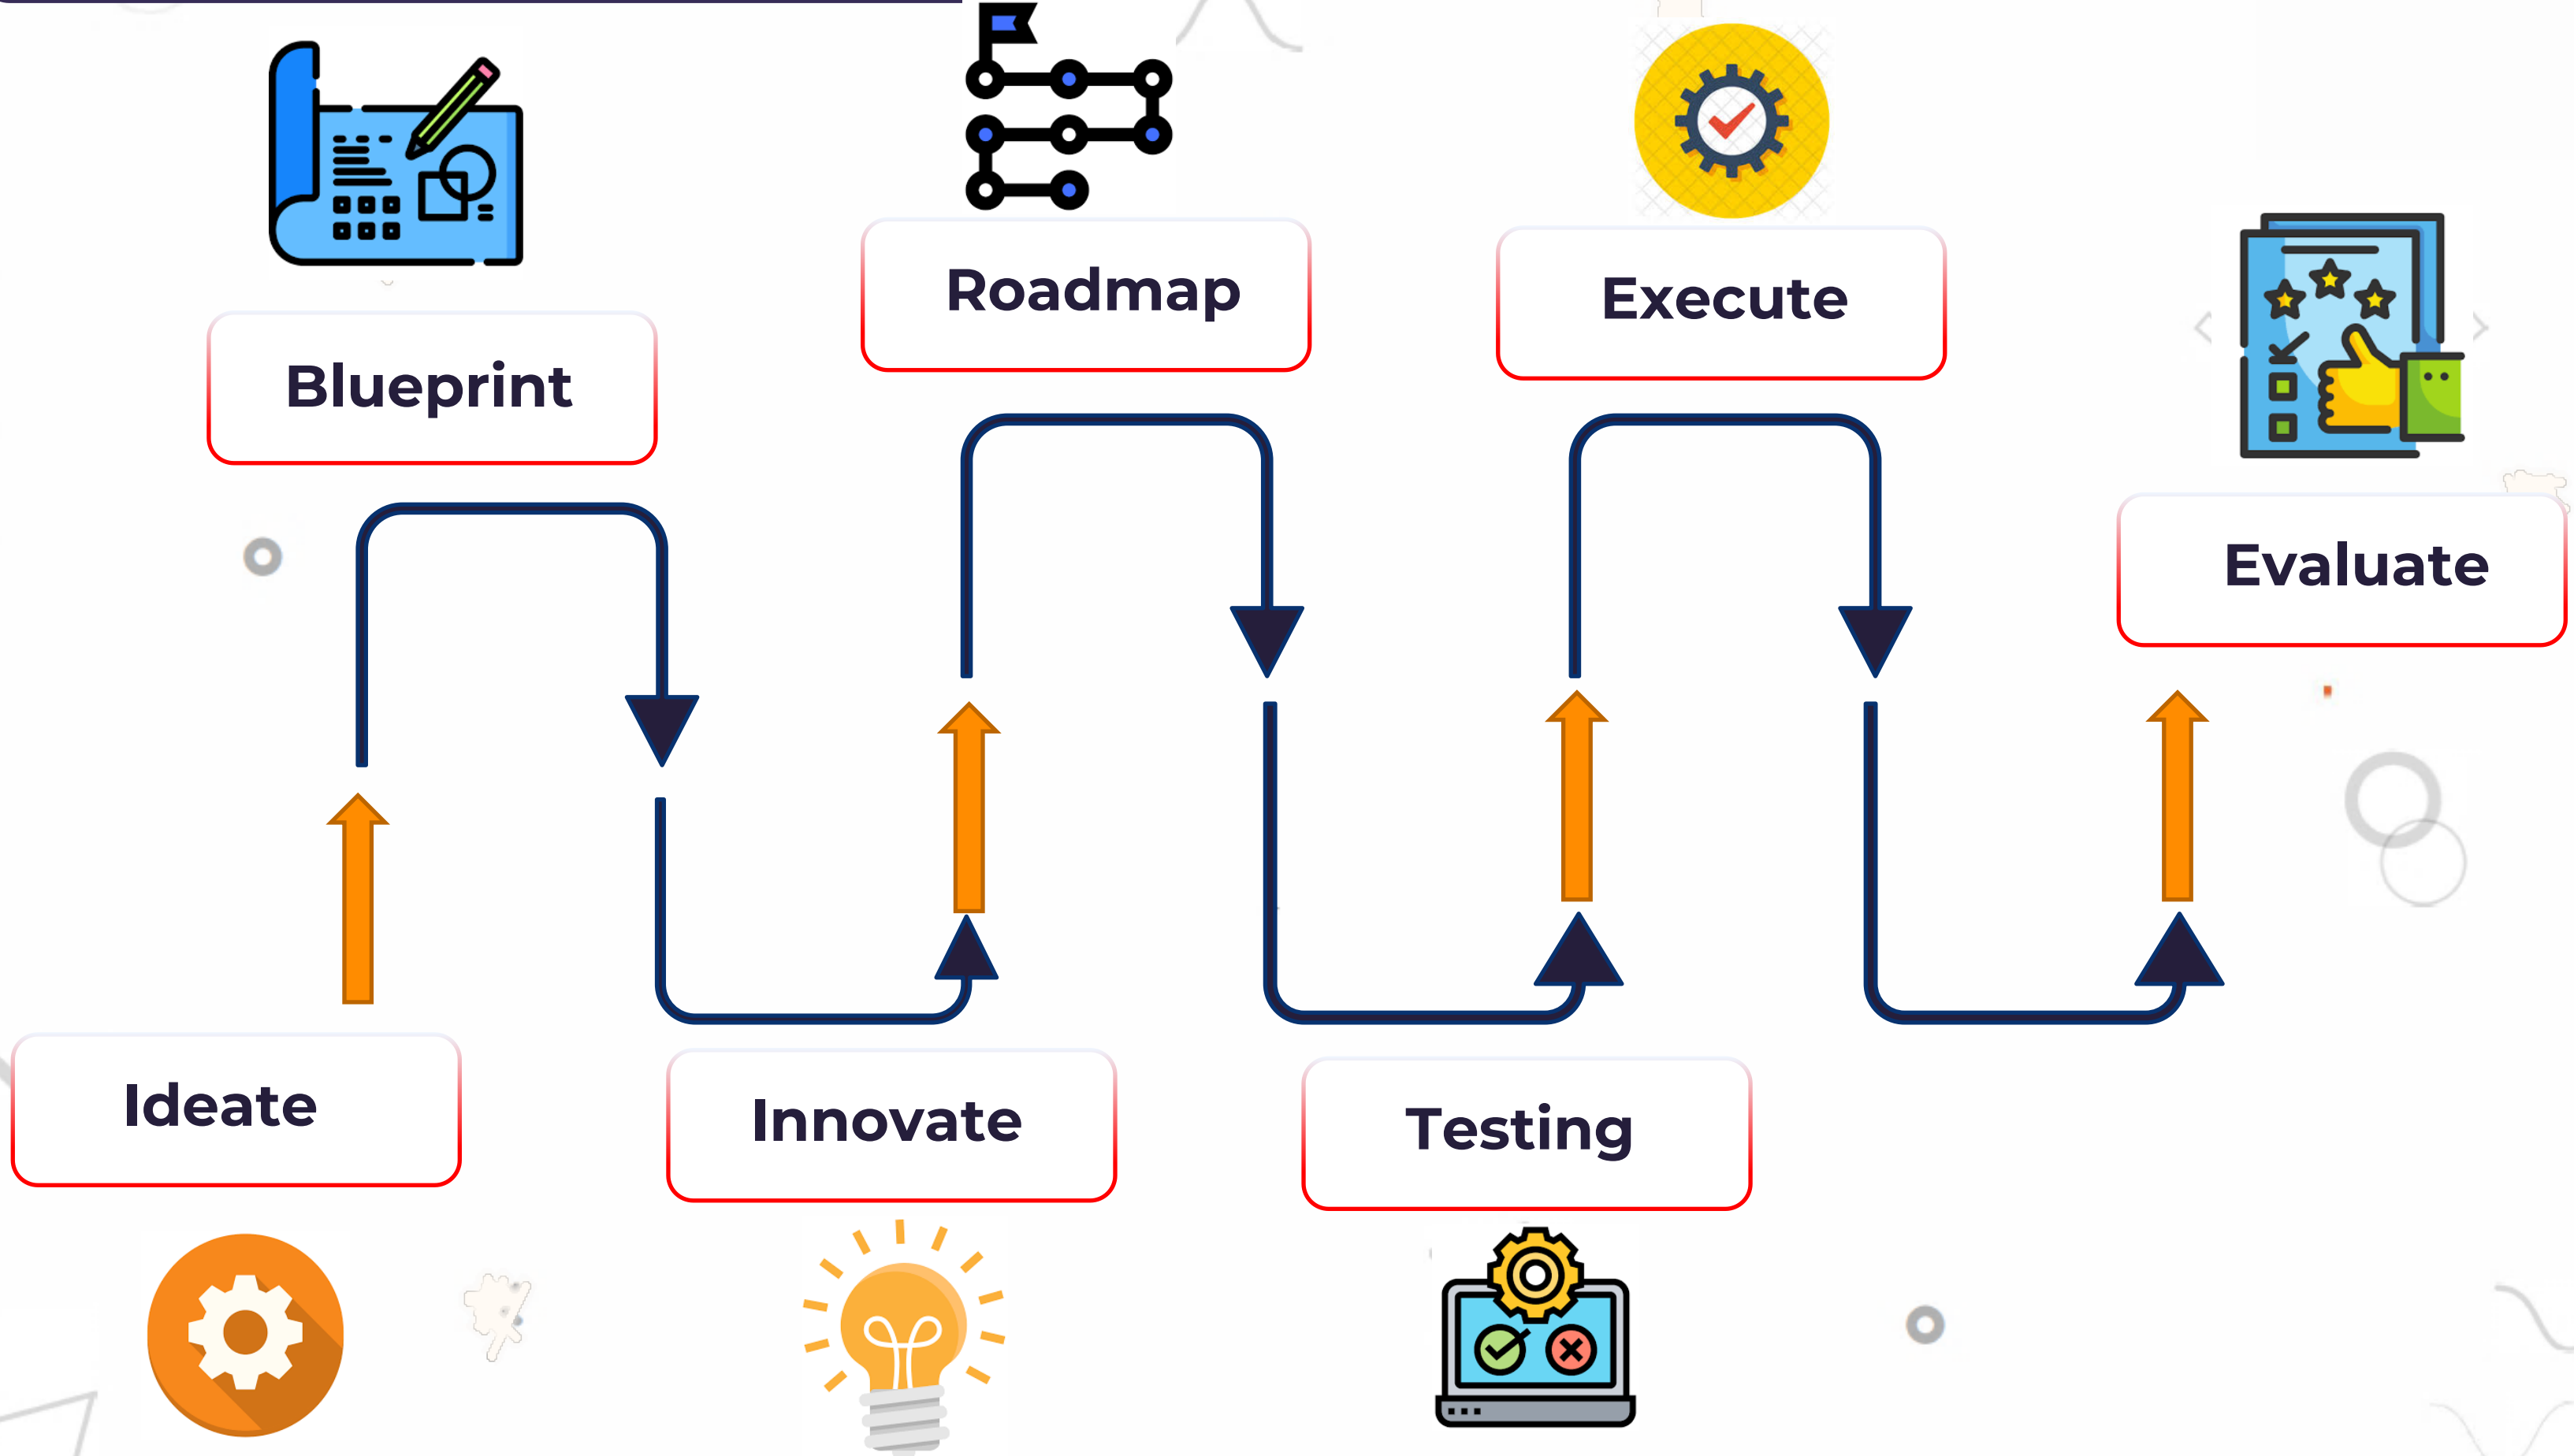 Ideate
Blueprint
Innovate
Roadmap
Testing
Execute
Evaluate